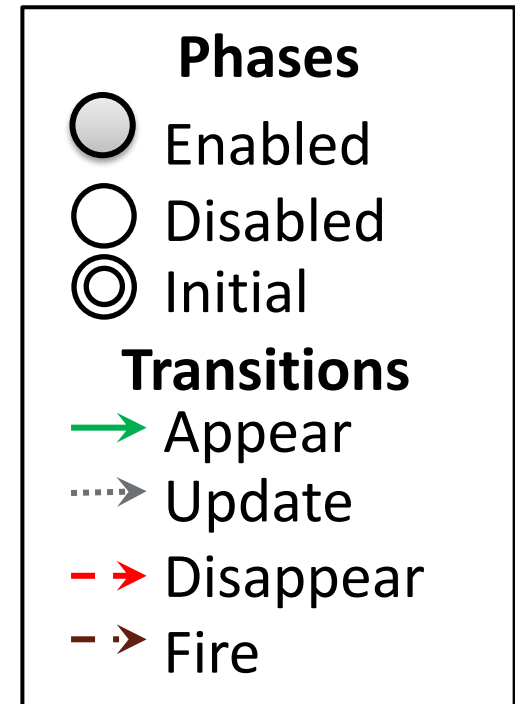 Phases
Enabled
Disabled
Initial
Transitions
Appear
Update
Disappear
Fire